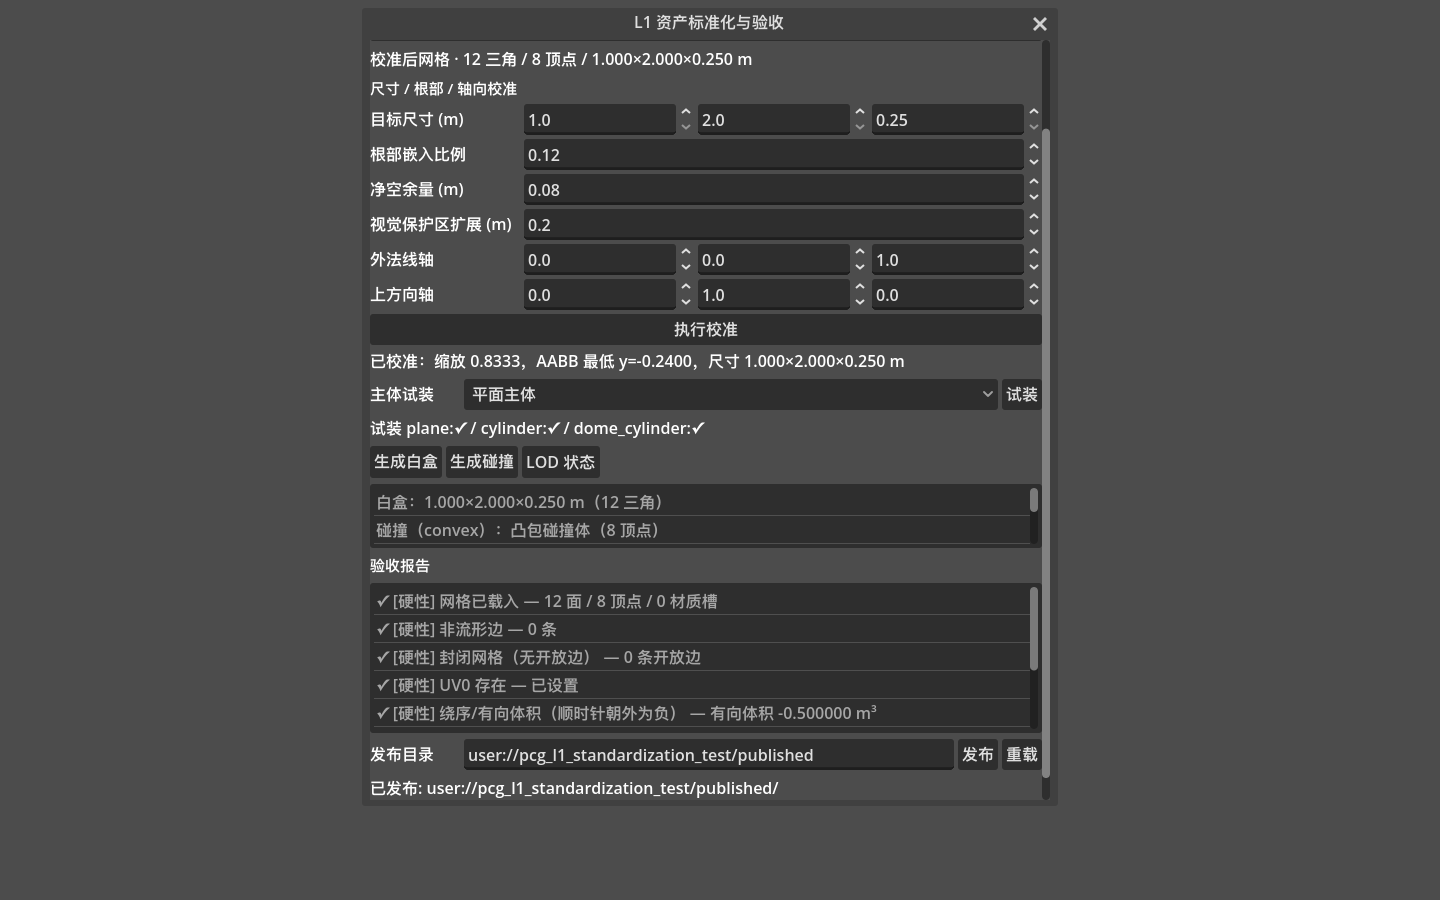 L1 资产标准化与验收
校准后网格 · 12 三角 / 8 顶点 / 1.000×2.000×0.250 m
尺寸 / 根部 / 轴向校准
目标尺寸 (m) 1.0 2.0 0.25
根部嵌入比例 0.12
净空余量 (m) 0.08
视觉保护区扩展 (m) 0.2
外法线轴 0.0 0.0 1.0
上方向轴 0.0 1.0 0.0
执行校准
已校准：缩放 0.8333，AABB 最低 y=-0.2400，尺寸 1.000×2.000×0.250 m
主体试装 平面主体 试装
试装 plane:✓ / cylinder:✓ / dome_cylinder:✓
生成白盒 生成碰撞 LOD 状态
白盒：1.000×2.000×0.250 m（12 三角）
碰撞（convex）：凸包碰撞体（8 顶点）
验收报告
✓ [硬性] 网格已载入 — 12 面 / 8 顶点 / 0 材质槽
✓ [硬性] 非流形边 — 0 条
✓ [硬性] 封闭网格（无开放边） — 0 条开放边
✓ [硬性] UV0 存在 — 已设置
✓ [硬性] 绕序/有向体积（顺时针朝外为负） — 有向体积 -0.500000 m³
发布目录 user://pcg_l1_standardization_test/published 发布 重载
已发布: user://pcg_l1_standardization_test/published/